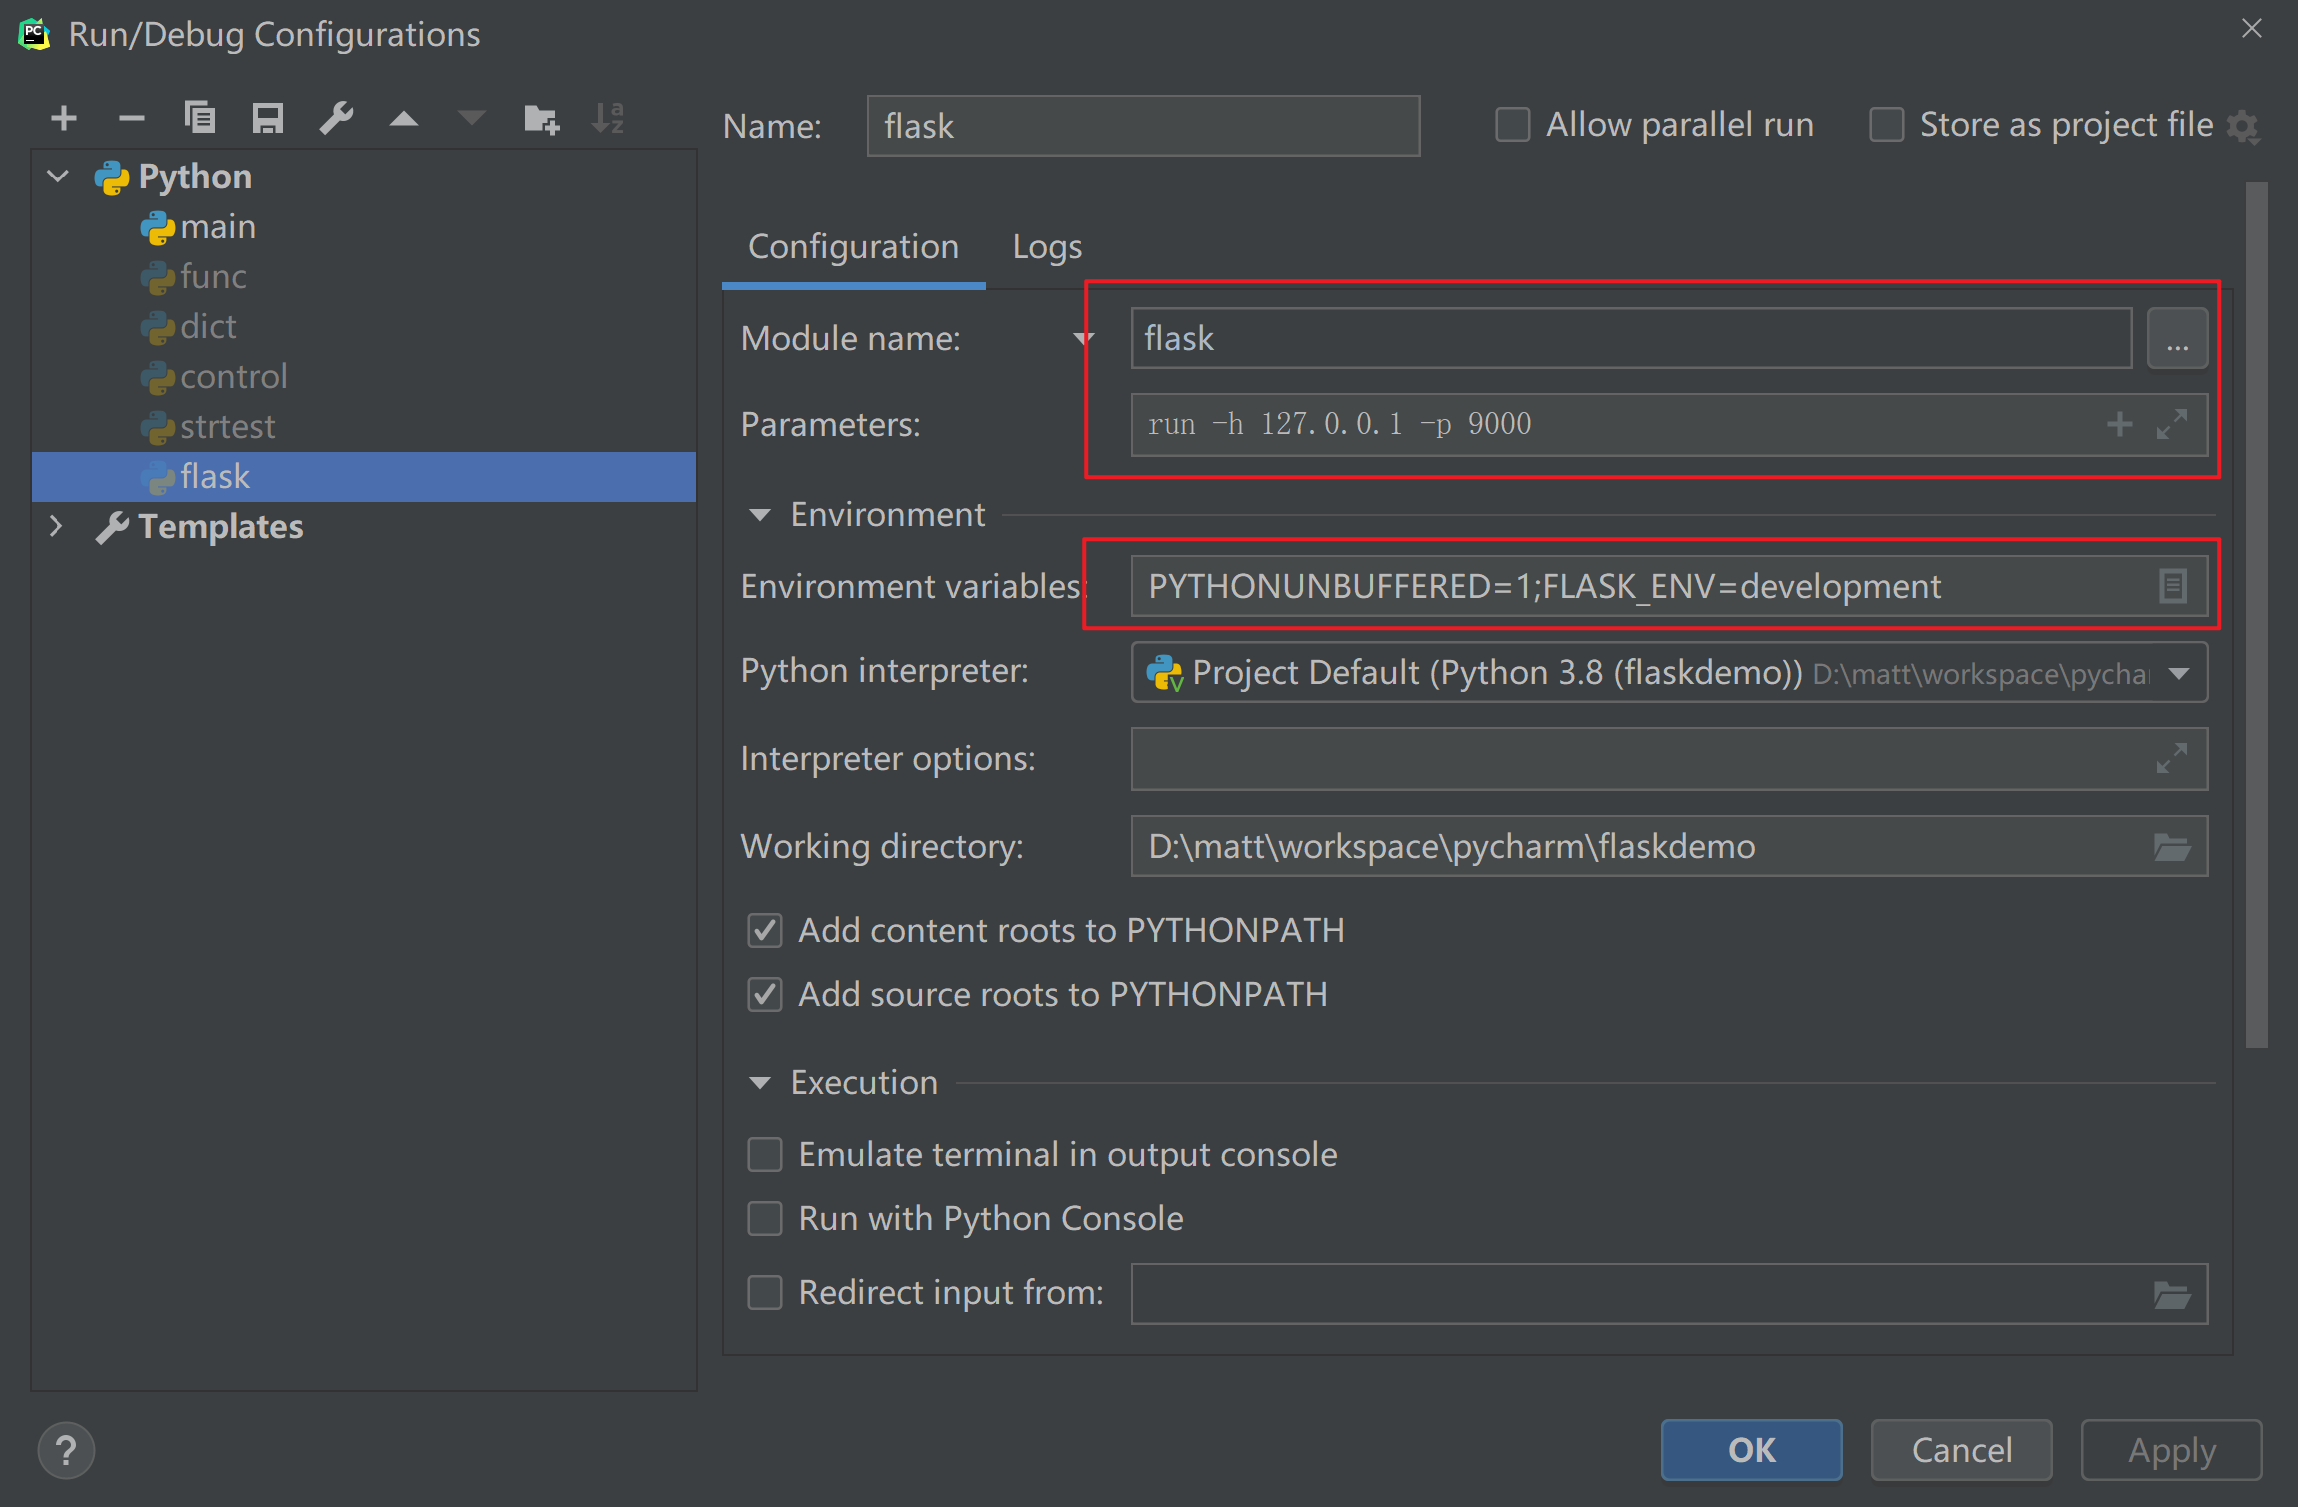 Run/Debug Configurations
Name: flask Allow parallel run Store as project file
Python
main
func
dict
control
strtest
flask
Templates
Configuration Logs
Module name: flask ...
Parameters: run -h 127.0.0.1 -p 9000
Environment
Environment variables: PYTHONUNBUFFERED=1;FLASK_ENV=development
Python interpreter: Project Default (Python 3.8 (flaskdemo)) D:\matt\workspace\pychar
Interpreter options:
Working directory: D:\matt\workspace\pycharm\flaskdemo
Add content roots to PYTHONPATH
Add source roots to PYTHONPATH
Execution
Emulate terminal in output console
Run with Python Console
Redirect input from:
? OK Cancel Apply